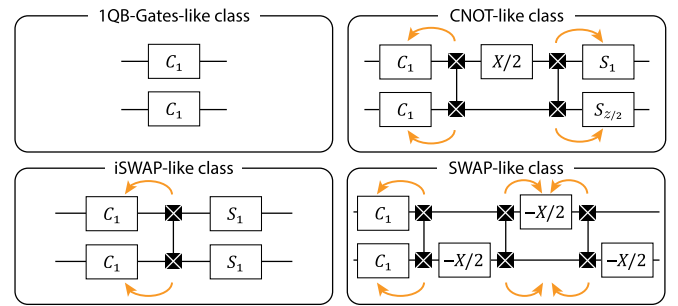 1QB-Gates-like class
C₁
C₁
CNOT-like class
C₁ X/2 S₁
C₁ S_{z/2}
iSWAP-like class
C₁ S₁
C₁ S₁
SWAP-like class
C₁ −X/2
C₁ −X/2 −X/2